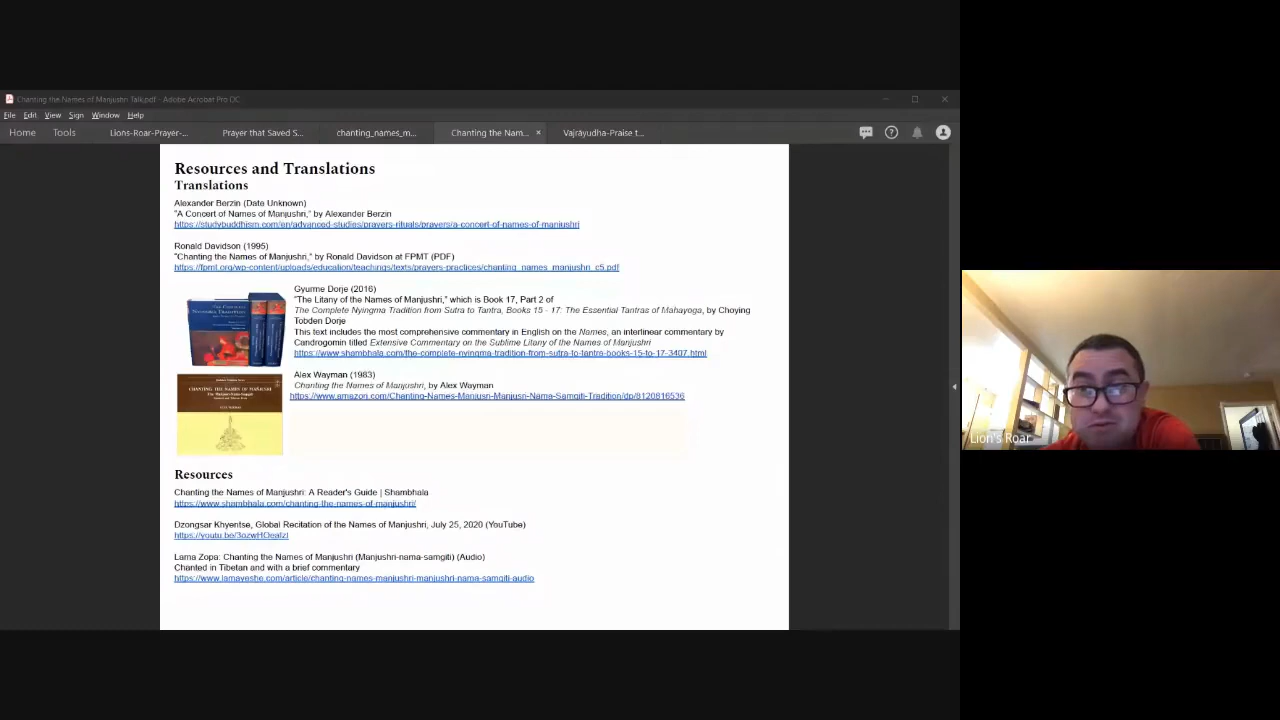 Chanting the Names of Manjushri Talk.pdf - Adobe Acrobat Pro DC
File Edit View Sign Window Help
Home Tools Lions-Roar-Prayer-... Prayer that Saved S... chanting_names_m... Chanting the Nam... × Vajrāyudha-Praise t...
Resources and Translations
Translations
Alexander Berzin (Date Unknown)
"A Concert of Names of Manjushri," by Alexander Berzin
https://studybuddhism.com/en/advanced-studies/prayers-rituals/prayers/a-concert-of-names-of-manjushri
Ronald Davidson (1995)
"Chanting the Names of Manjushri," by Ronald Davidson at FPMT (PDF)
https://fpmt.org/wp-content/uploads/education/teachings/texts/prayers-practices/chanting_names_manjushri_c5.pdf
Gyurme Dorje (2016)
"The Litany of the Names of Manjushri," which is Book 17, Part 2 of
The Complete Nyingma Tradition from Sutra to Tantra, Books 15 - 17: The Essential Tantras of Mahayoga, by Choying
Tobden Dorje
This text includes the most comprehensive commentary in English on the Names, an interlinear commentary by
Candrogomin titled Extensive Commentary on the Sublime Litany of the Names of Manjushri
https://www.shambhala.com/the-complete-nyingma-tradition-from-sutra-to-tantra-books-15-to-17-3407.html
Alex Wayman (1983)
Chanting the Names of Manjushri, by Alex Wayman
https://www.amazon.com/Chanting-Names-Manjusri-Manjusri-Nama-Samgiti-Tradition/dp/8120816536
CHANTING THE NAMES OF MAÑJUŚRĪ
Resources
Chanting the Names of Manjushri: A Reader's Guide | Shambhala
https://www.shambhala.com/chanting-the-names-of-manjushri/
Dzongsar Khyentse, Global Recitation of the Names of Manjushri, July 25, 2020 (YouTube)
Lama Zopa: Chanting the Names of Manjushri (Manjushri-nama-samgiti) (Audio)
Chanted in Tibetan and with a brief commentary
https://www.lamayeshe.com/article/chanting-names-manjushri-manjushri-nama-samgiti-audio
Lion's Roar